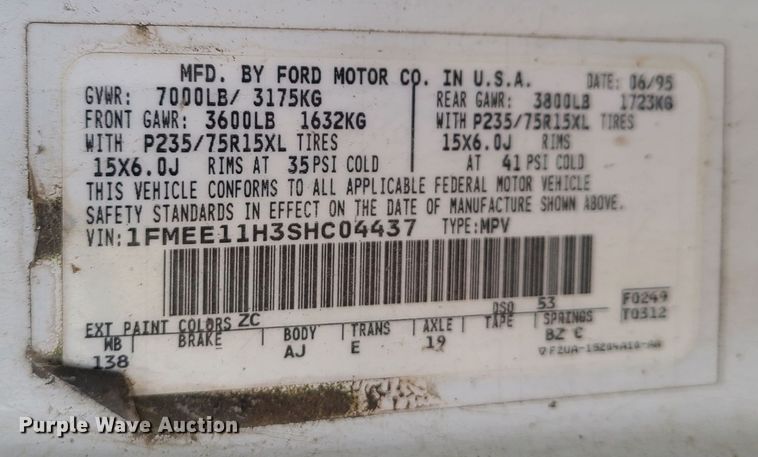 MFD. BY FORD MOTOR CO. IN U.S.A.
DATE: 06/95
GVWR: 7000LB/ 3175KG
FRONT GAWR: 3600LB 1632KG
WITH P235/75R15XL TIRES
15X6.0J RIMS AT 35PSI COLD
REAR GAWR: 3800LB 1723KG
WITH P235/75R15XL TIRES
15X6.0J RIMS
AT 41 PSI COLD
THIS VEHICLE CONFORMS TO ALL APPLICABLE FEDERAL MOTOR VEHICLE
SAFETY STANDARDS IN EFFECT ON THE DATE OF MANUFACTURE SHOWN ABOVE.
VIN: 1FMEE11H3SHC04437 TYPE: MPV
EXT PAINT COLORS ZC DSO 53 F0249
WB BRAKE BODY TRANS AXLE TAPE SPRINGS T0312
138 AJ E 19 8Z C
Purple Wave Auction